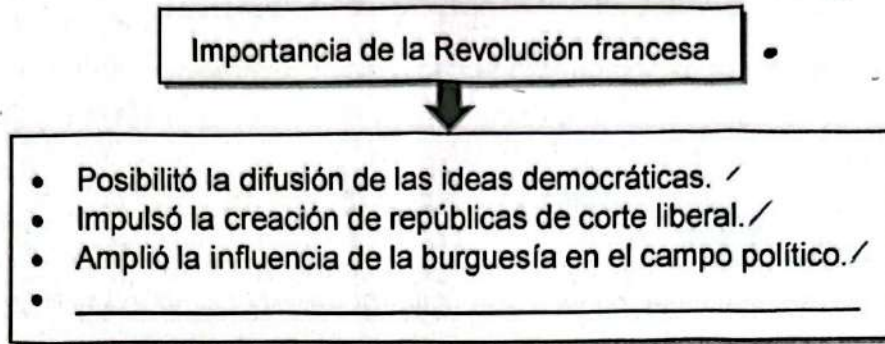 Importancia de la Revolución francesa
• Posibilitó la difusión de las ideas democráticas.
• Impulsó la creación de repúblicas de corte liberal.
• Amplió la influencia de la burguesía en el campo político.
• ____________________